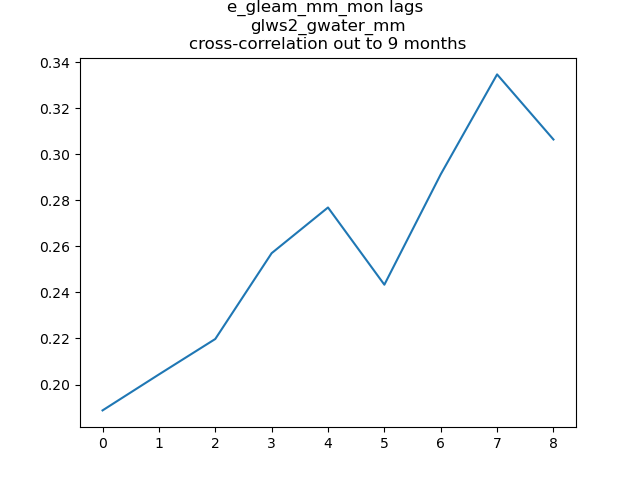 e_gleam_mm_mon lags
glws2_gwater_mm
cross-correlation out to 9 months
0.34
0.32
0.30
0.28
0.26
0.24
0.22
0.20
0 1 2 3 4 5 6 7 8